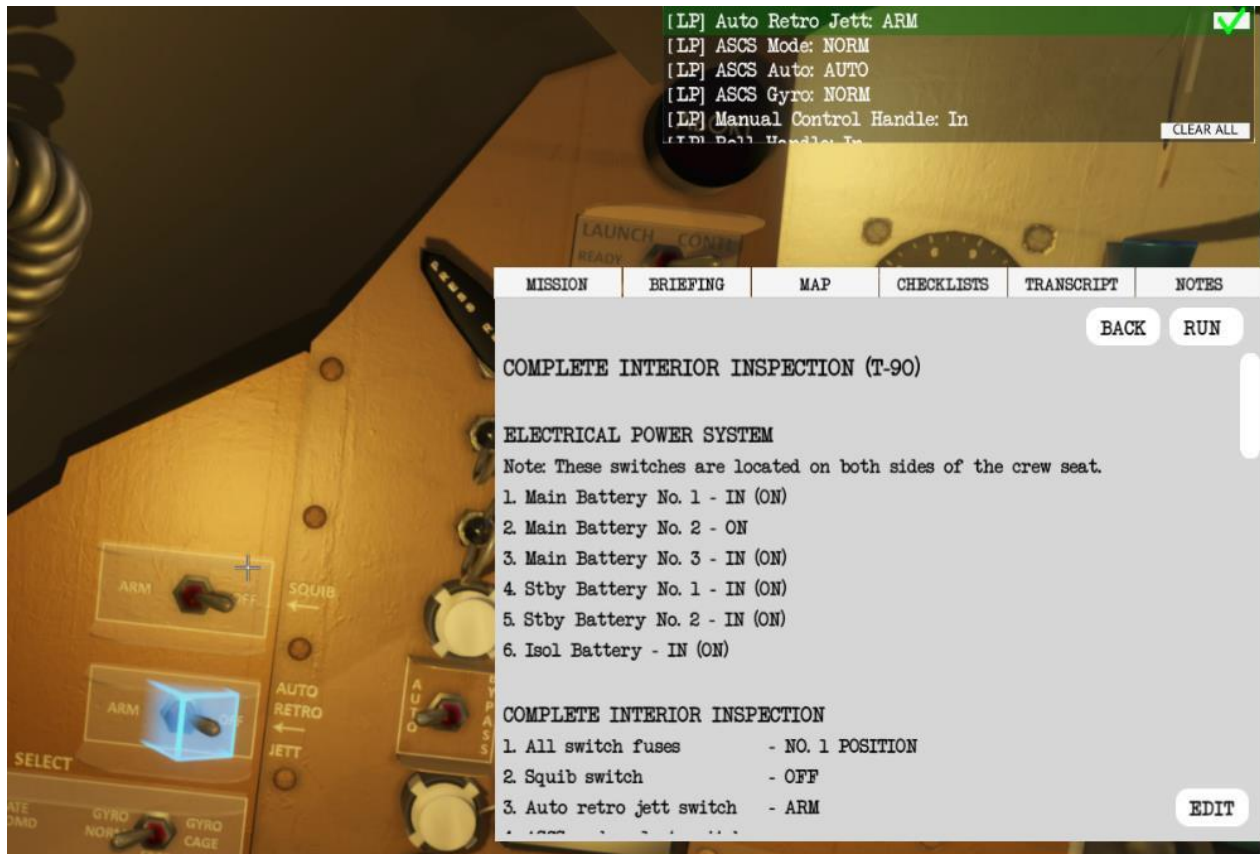 [LP] Auto Retro Jett: ARM
[LP] ASCS Mode: NORM
[LP] ASCS Auto: AUTO
[LP] ASCS Gyro: NORM
[LP] Manual Control Handle: In
CLEAR ALL
LAUNCH CONTL
READY
MISSION BRIEFING MAP CHECKLISTS TRANSCRIPT NOTES
BACK RUN
COMPLETE INTERIOR INSPECTION (T-90)
ELECTRICAL POWER SYSTEM
Note: These switches are located on both sides of the crew seat.
1. Main Battery No. 1 - IN (ON)
2. Main Battery No. 2 - ON
3. Main Battery No. 3 - IN (ON)
4. Stby Battery No. 1 - IN (ON)
5. Stby Battery No. 2 - IN (ON)
6. Isol Battery - IN (ON)
COMPLETE INTERIOR INSPECTION
1. All switch fuses - NO. 1 POSITION
2. Squib switch - OFF
3. Auto retro jett switch - ARM
EDIT
ARM OFF SQUIB
ARM OFF AUTO
RETRO
JETT
AUTO BYPASS
SELECT
GYRO
NORM
GYRO
CAGE